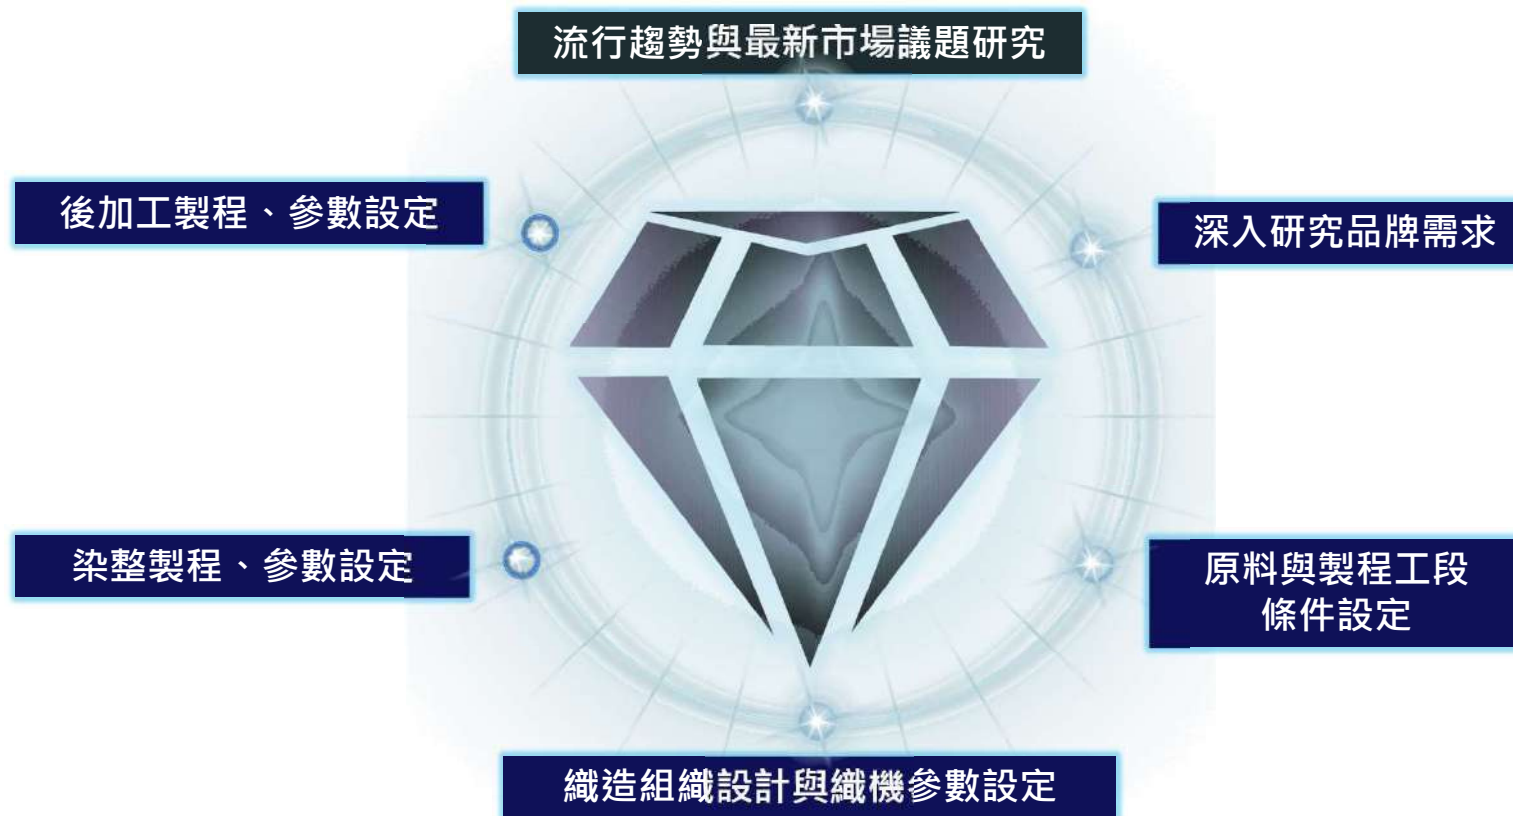 流行趨勢與最新市場議題研究
後加工製程、參數設定
深入研究品牌需求
染整製程、參數設定
原料與製程工段
條件設定
織造組織設計與織機參數設定